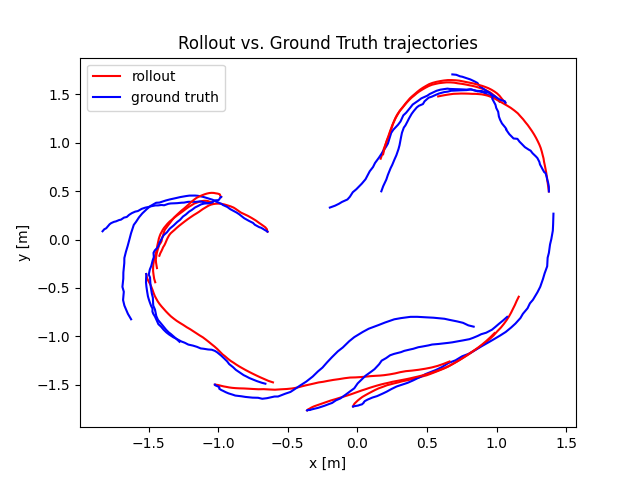 Rollout vs. Ground Truth trajectories
rollout
ground truth
y [m]
1.5
1.0
0.5
0.0
−0.5
−1.0
−1.5
−1.5 −1.0 −0.5 0.0 0.5 1.0 1.5
x [m]